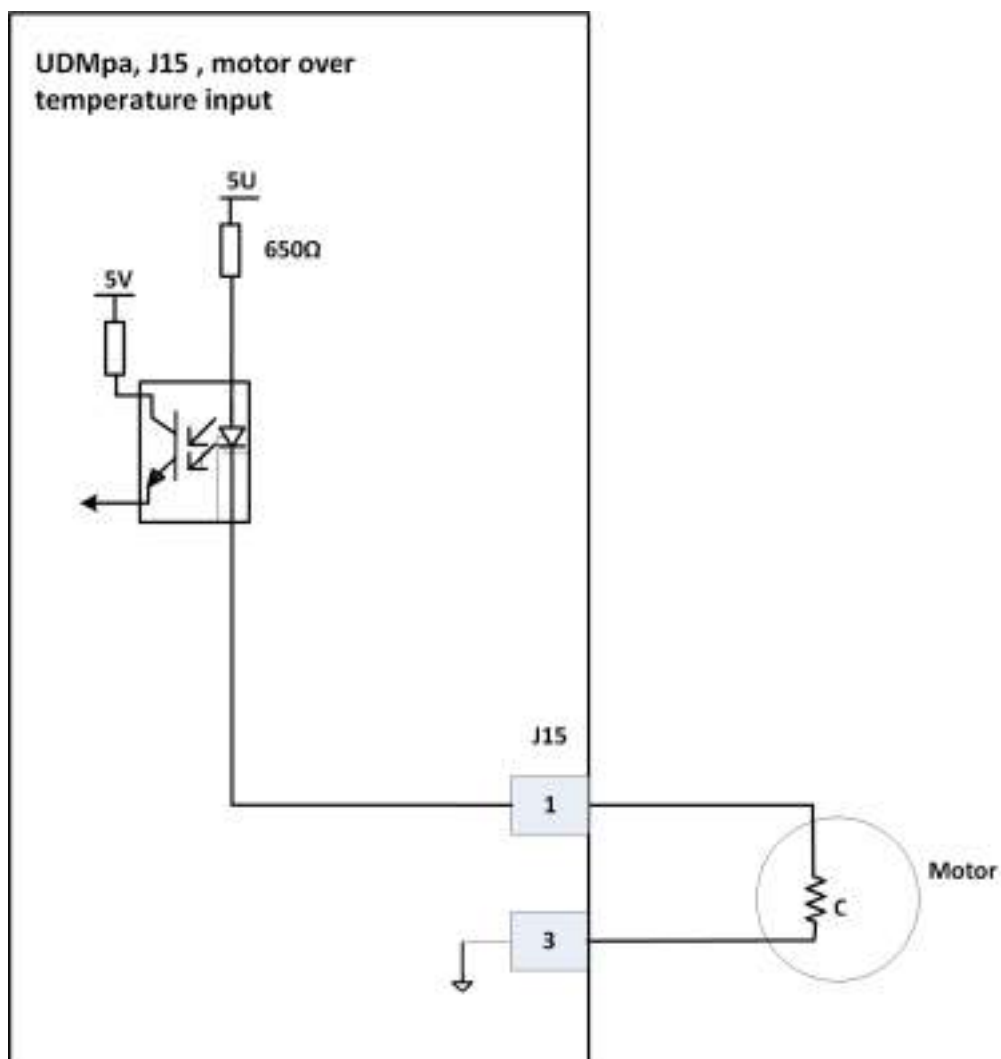 UDMpa, J15 , motor over
temperature input
5U
650Ω
5V
J15
1
Motor
C
3